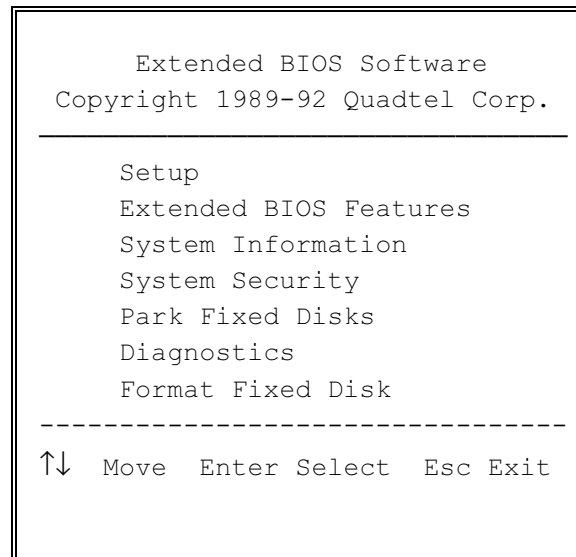 Extended BIOS Software
Copyright 1989-92 Quadtel Corp.
Setup
Extended BIOS Features
System Information
System Security
Park Fixed Disks
Diagnostics
Format Fixed Disk
----------------------------------
↑↓ Move Enter Select Esc Exit